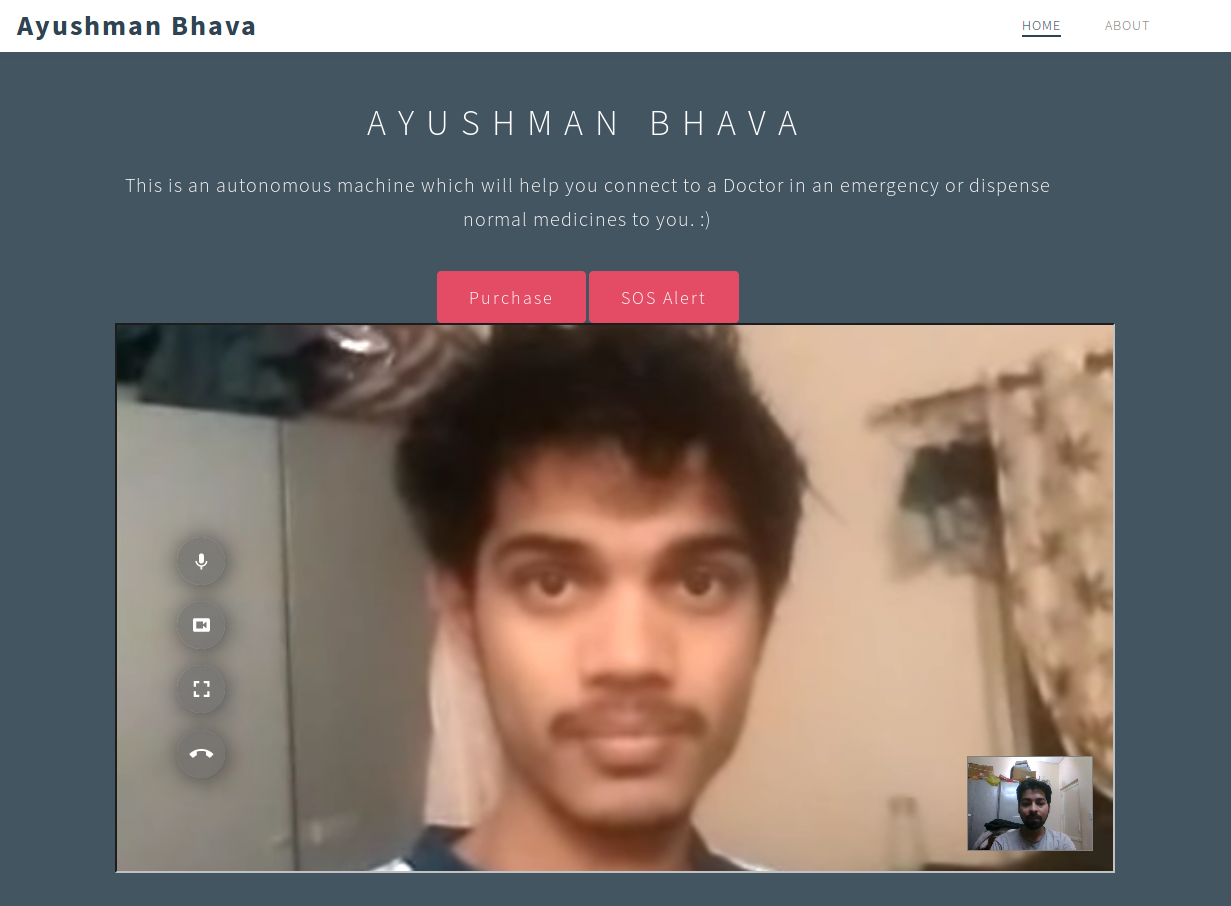 Ayushman Bhava
HOME
ABOUT
AYUSHMAN BHAVA
This is an autonomous machine which will help you connect to a Doctor in an emergency or dispense
normal medicines to you. :)
Purchase
SOS Alert